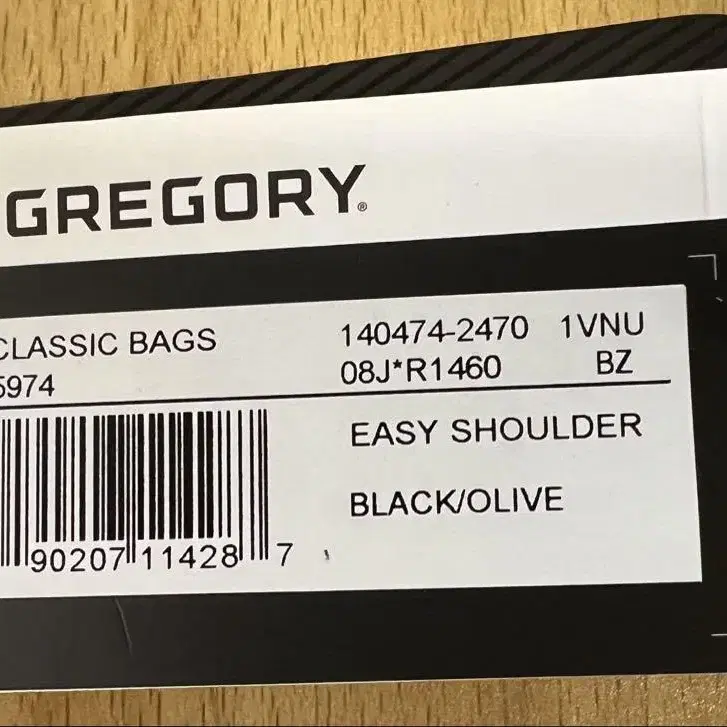 GREGORY®
CLASSIC BAGS
5974
140474-2470 1VNU
08J*R1460 BZ
EASY SHOULDER
BLACK/OLIVE
90207 11428 7